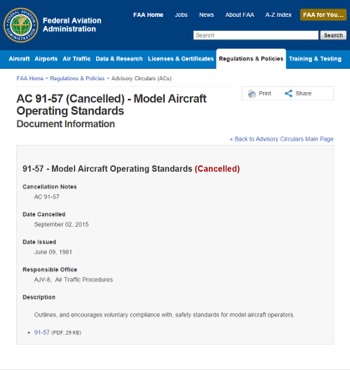 Federal Aviation
Administration
FAA Home Jobs News About FAA A-Z Index FAA for You...
Search Search
Aircraft Airports Air Traffic Data & Research Licenses & Certificates Regulations & Policies Training & Testing
FAA Home ▸ Regulations & Policies ▸ Advisory Circulars (ACs)
AC 91-57 (Cancelled) - Model Aircraft
Operating Standards
Document Information
Print Share
« Back to Advisory Circulars Main Page
91-57 - Model Aircraft Operating Standards (Cancelled)
Cancellation Notes
AC 91-57
Date Cancelled
September 02, 2015
Date Issued
June 09, 1981
Responsible Office
AJV-8, Air Traffic Procedures
Description
Outlines, and encourages voluntary compliance with, safety standards for model aircraft operators.
• 91-57 (PDF, 29 KB)